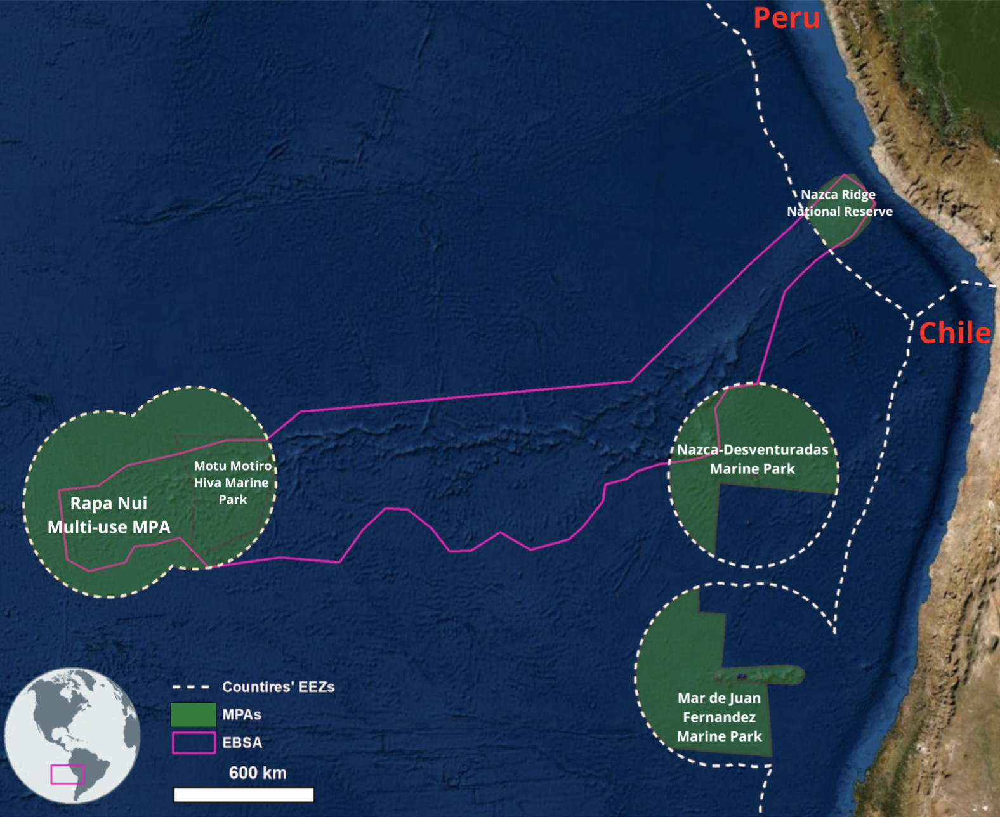 Peru
Nazca Ridge
National Reserve
Chile
Nazca-Desventuradas
Marine Park
Motu Motiro
Hiva Marine
Park
Rapa Nui
Multi-use MPA
Mar de Juan
Fernandez
Marine Park
Countires' EEZs
MPAs
EBSA
600 km